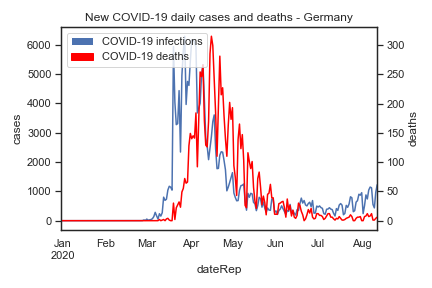 New COVID-19 daily cases and deaths - Germany
COVID-19 infections
COVID-19 deaths
6000
5000
4000
3000
2000
1000
0
cases
300
250
200
150
100
50
0
deaths
Jan Feb Mar Apr May Jun Jul Aug
2020
dateRep